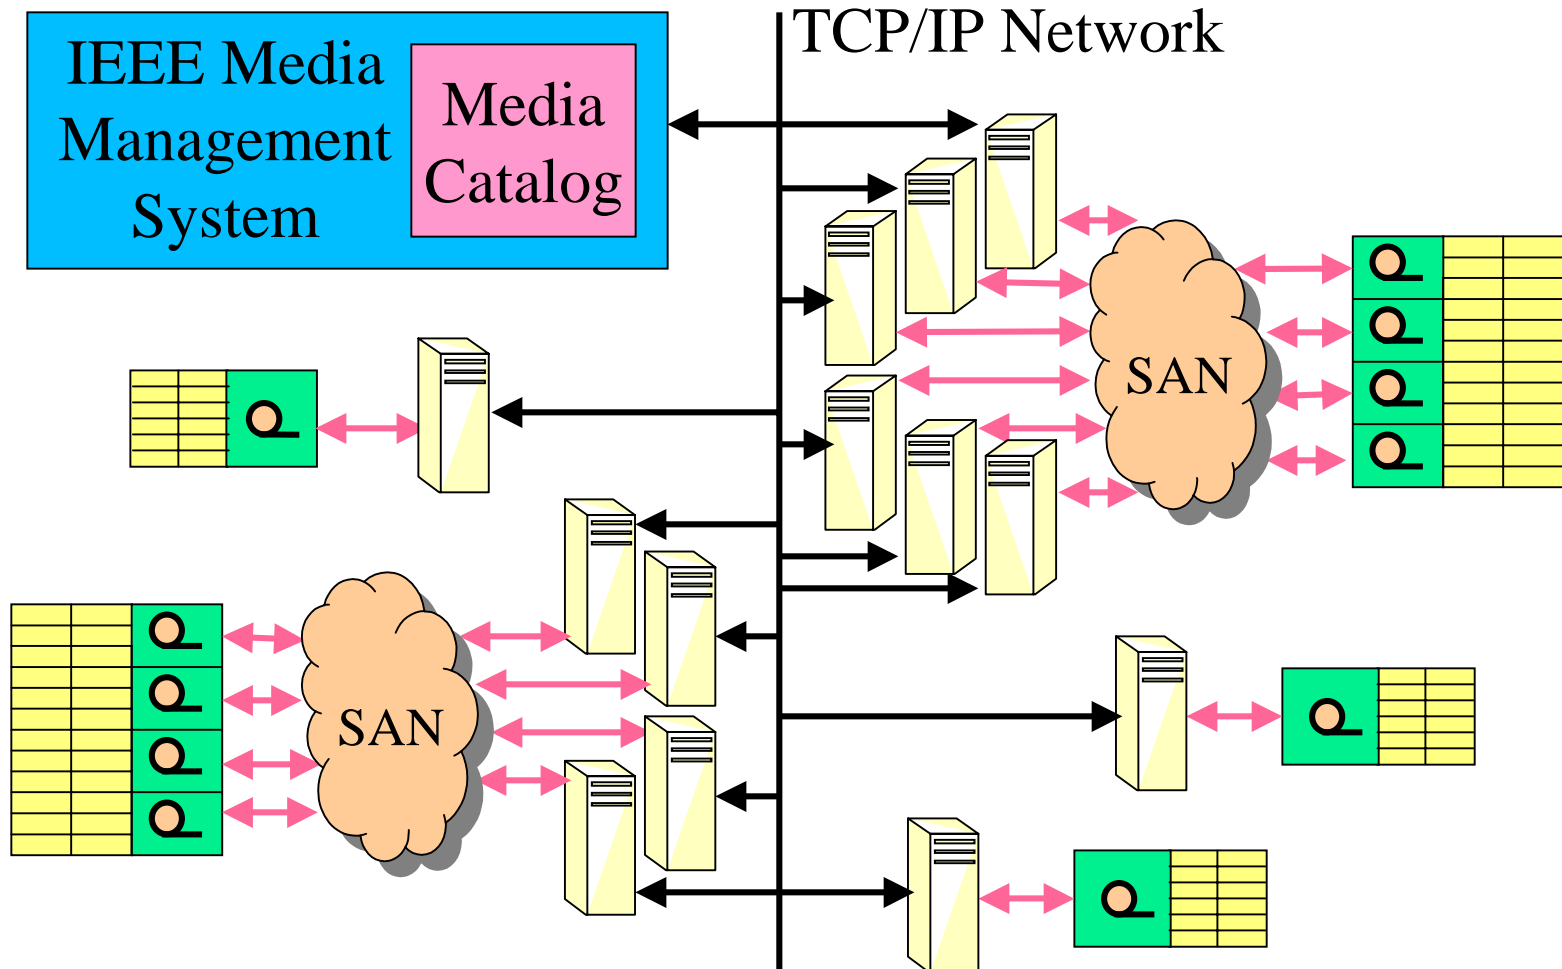 IEEE Media
Management
System
Media
Catalog
TCP/IP Network
SAN
SAN